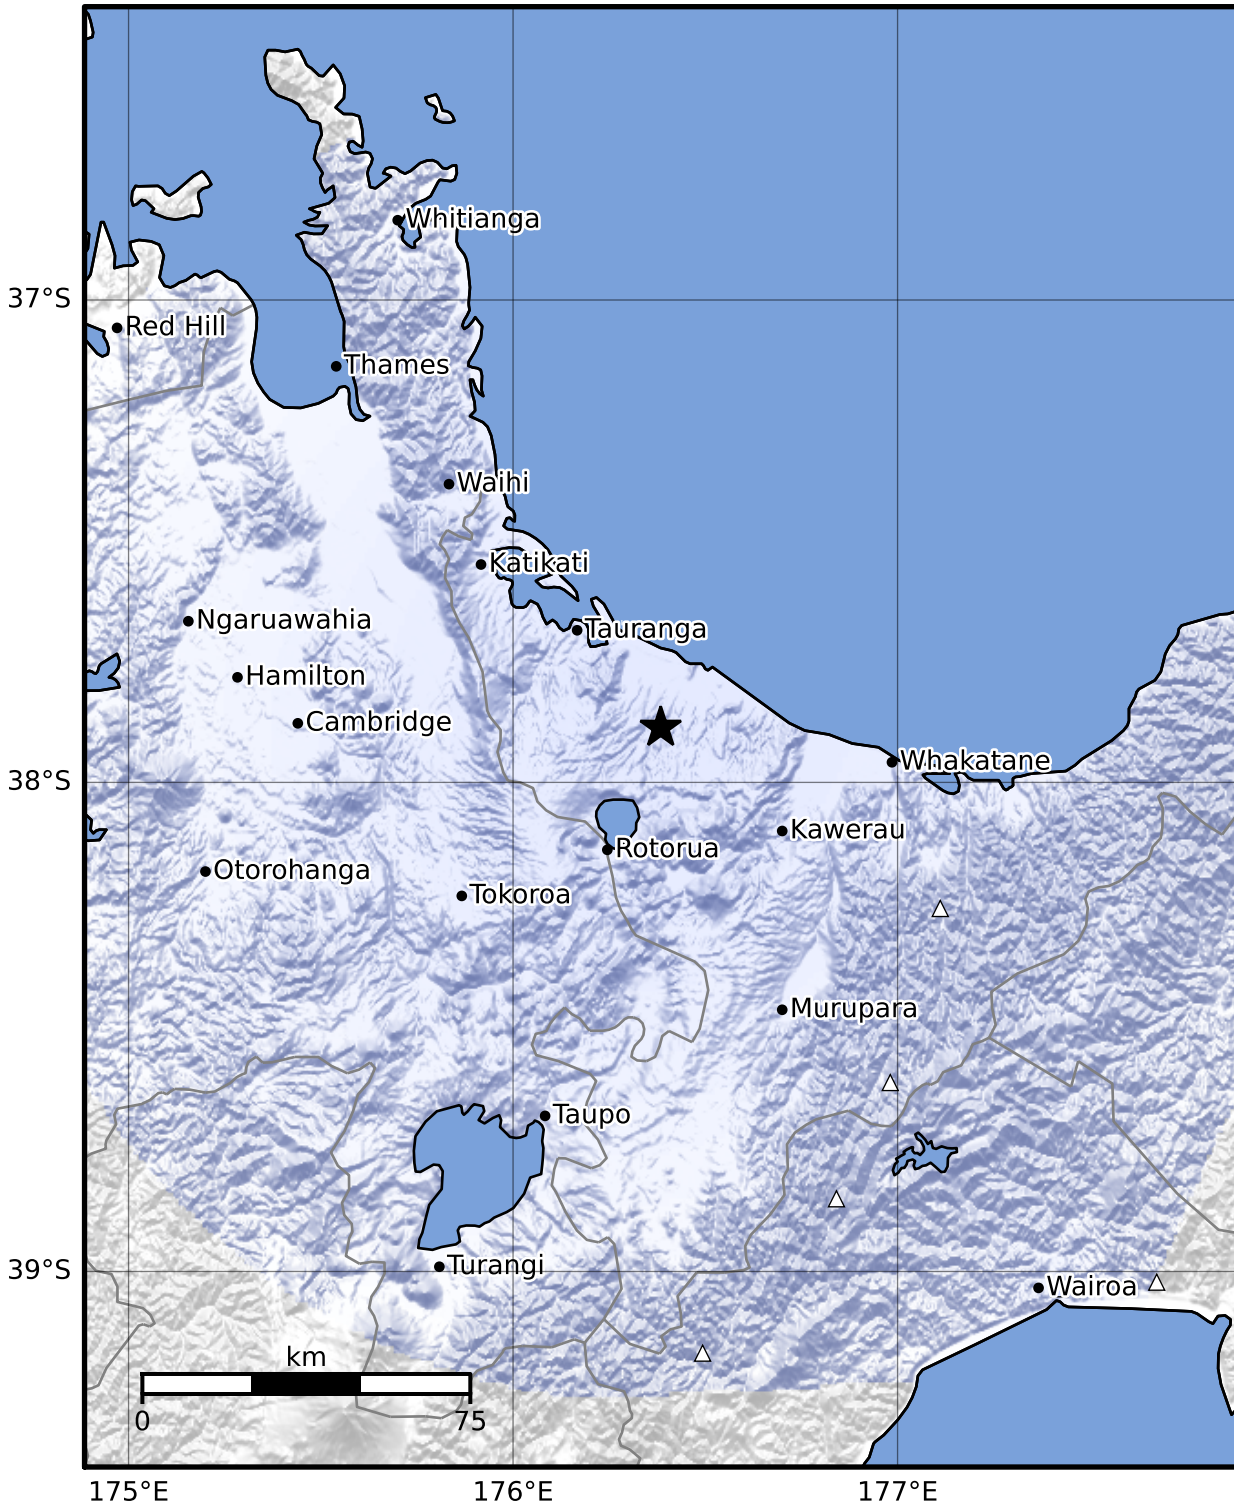 Whitianga
37°S
Red Hill
Thames
Waihi
Katikati
Ngaruawahia
Tauranga
Hamilton
Cambridge
Whakatane
38°S
Kawerau
Rotorua
Otorohanga
Tokoroa
Murupara
Taupo
Turangi
39°S
Wairoa
km
0
75
175°E
176°E
177°E